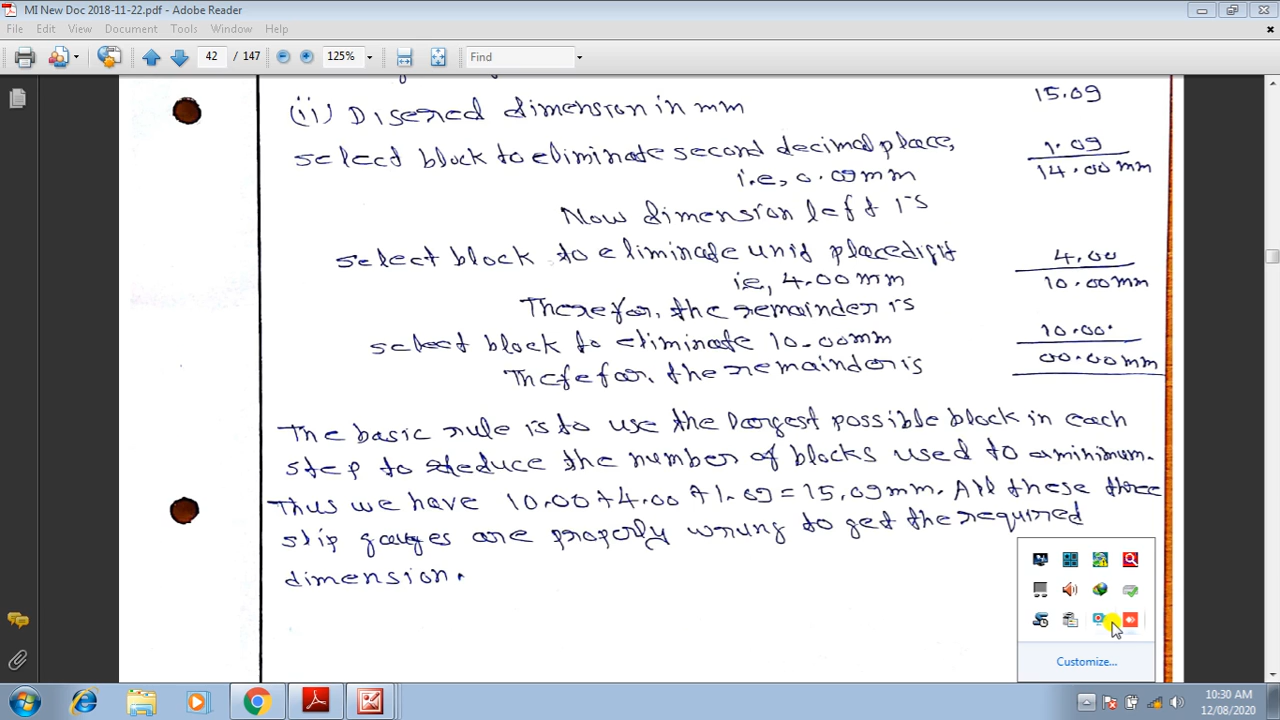 MI New Doc 2018-11-22.pdf - Adobe Reader
File Edit View Document Tools Window Help
42 / 147 125% Find
(ii) Disered dimension in mm 15.09
select block to eliminate second decimal place, 1.09
i.e, 0.09mm 14.00mm
Now dimension left is
select block to eliminate unit place digit 4.00
ie, 4.00mm 10.00mm
Therefor, the remainder is
select block to eliminate 10.00mm 10.00
Thefefor, the remainder is 00.00mm
The basic rule is to use the largest possible block in each
step to reduce the number of blocks used to a minimum.
Thus we have 10.00+4.00+1.09=15.09mm. All these three
slip gauges are properly wrung to get the required
dimension.
Customize...
10:30 AM
12/08/2020